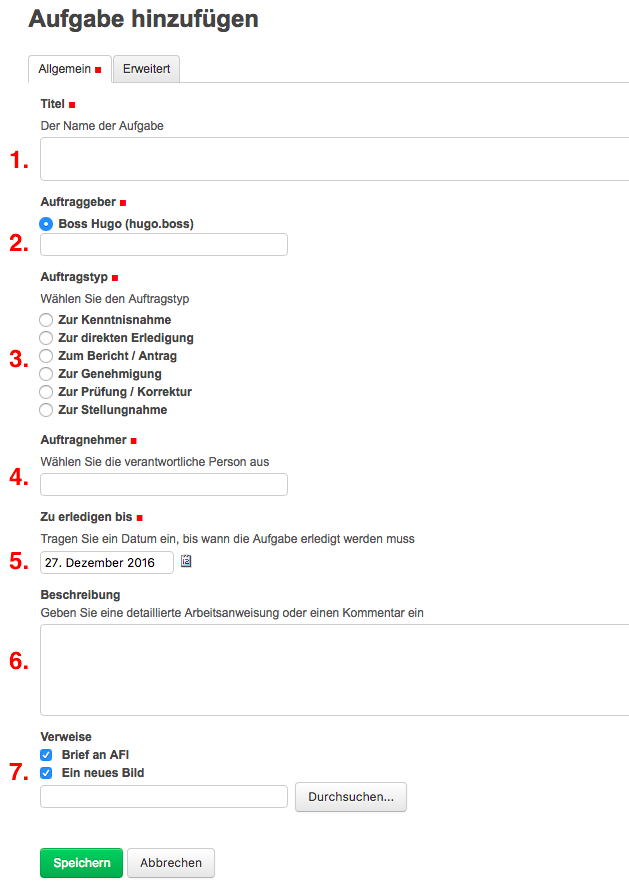 Aufgabe hinzufügen
Allgemein Erweitert
Titel
Der Name der Aufgabe
1.
Auftraggeber
Boss Hugo (hugo.boss)
2.
Auftragstyp
Wählen Sie den Auftragstyp
Zur Kenntnisnahme
Zur direkten Erledigung
3. Zum Bericht / Antrag
Zur Genehmigung
Zur Prüfung / Korrektur
Zur Stellungnahme
Auftragnehmer
Wählen Sie die verantwortliche Person aus
4.
Zu erledigen bis
Tragen Sie ein Datum ein, bis wann die Aufgabe erledigt werden muss
5. 27. Dezember 2016
Beschreibung
Geben Sie eine detaillierte Arbeitsanweisung oder einen Kommentar ein
6.
Verweise
Brief an AFI
7. Ein neues Bild
Durchsuchen...
Speichern Abbrechen